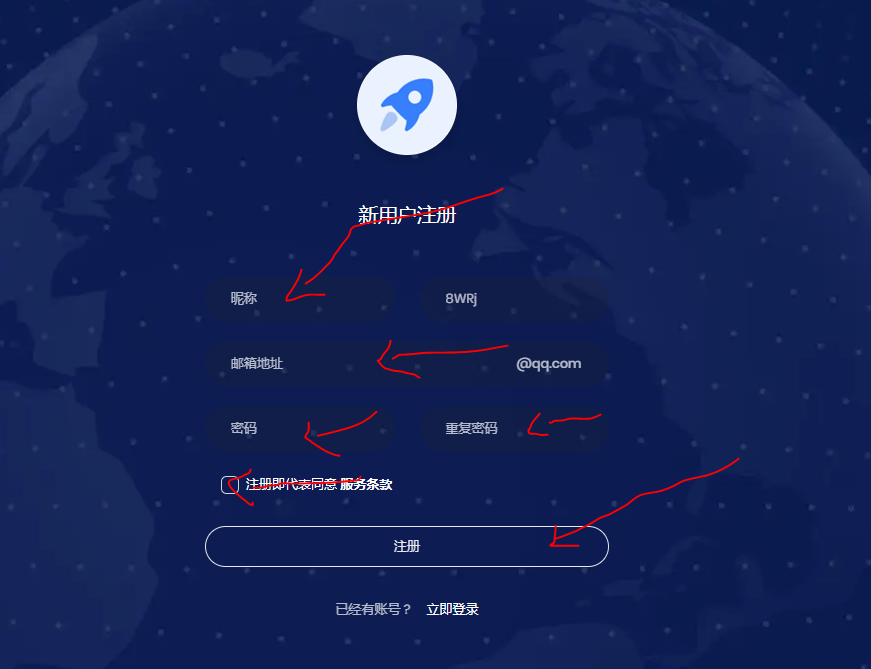 新用户注册
昵称 8WRj
邮箱地址 @qq.com
密码 重复密码
注册即代表同意 服务条款
注册
已经有账号？ 立即登录